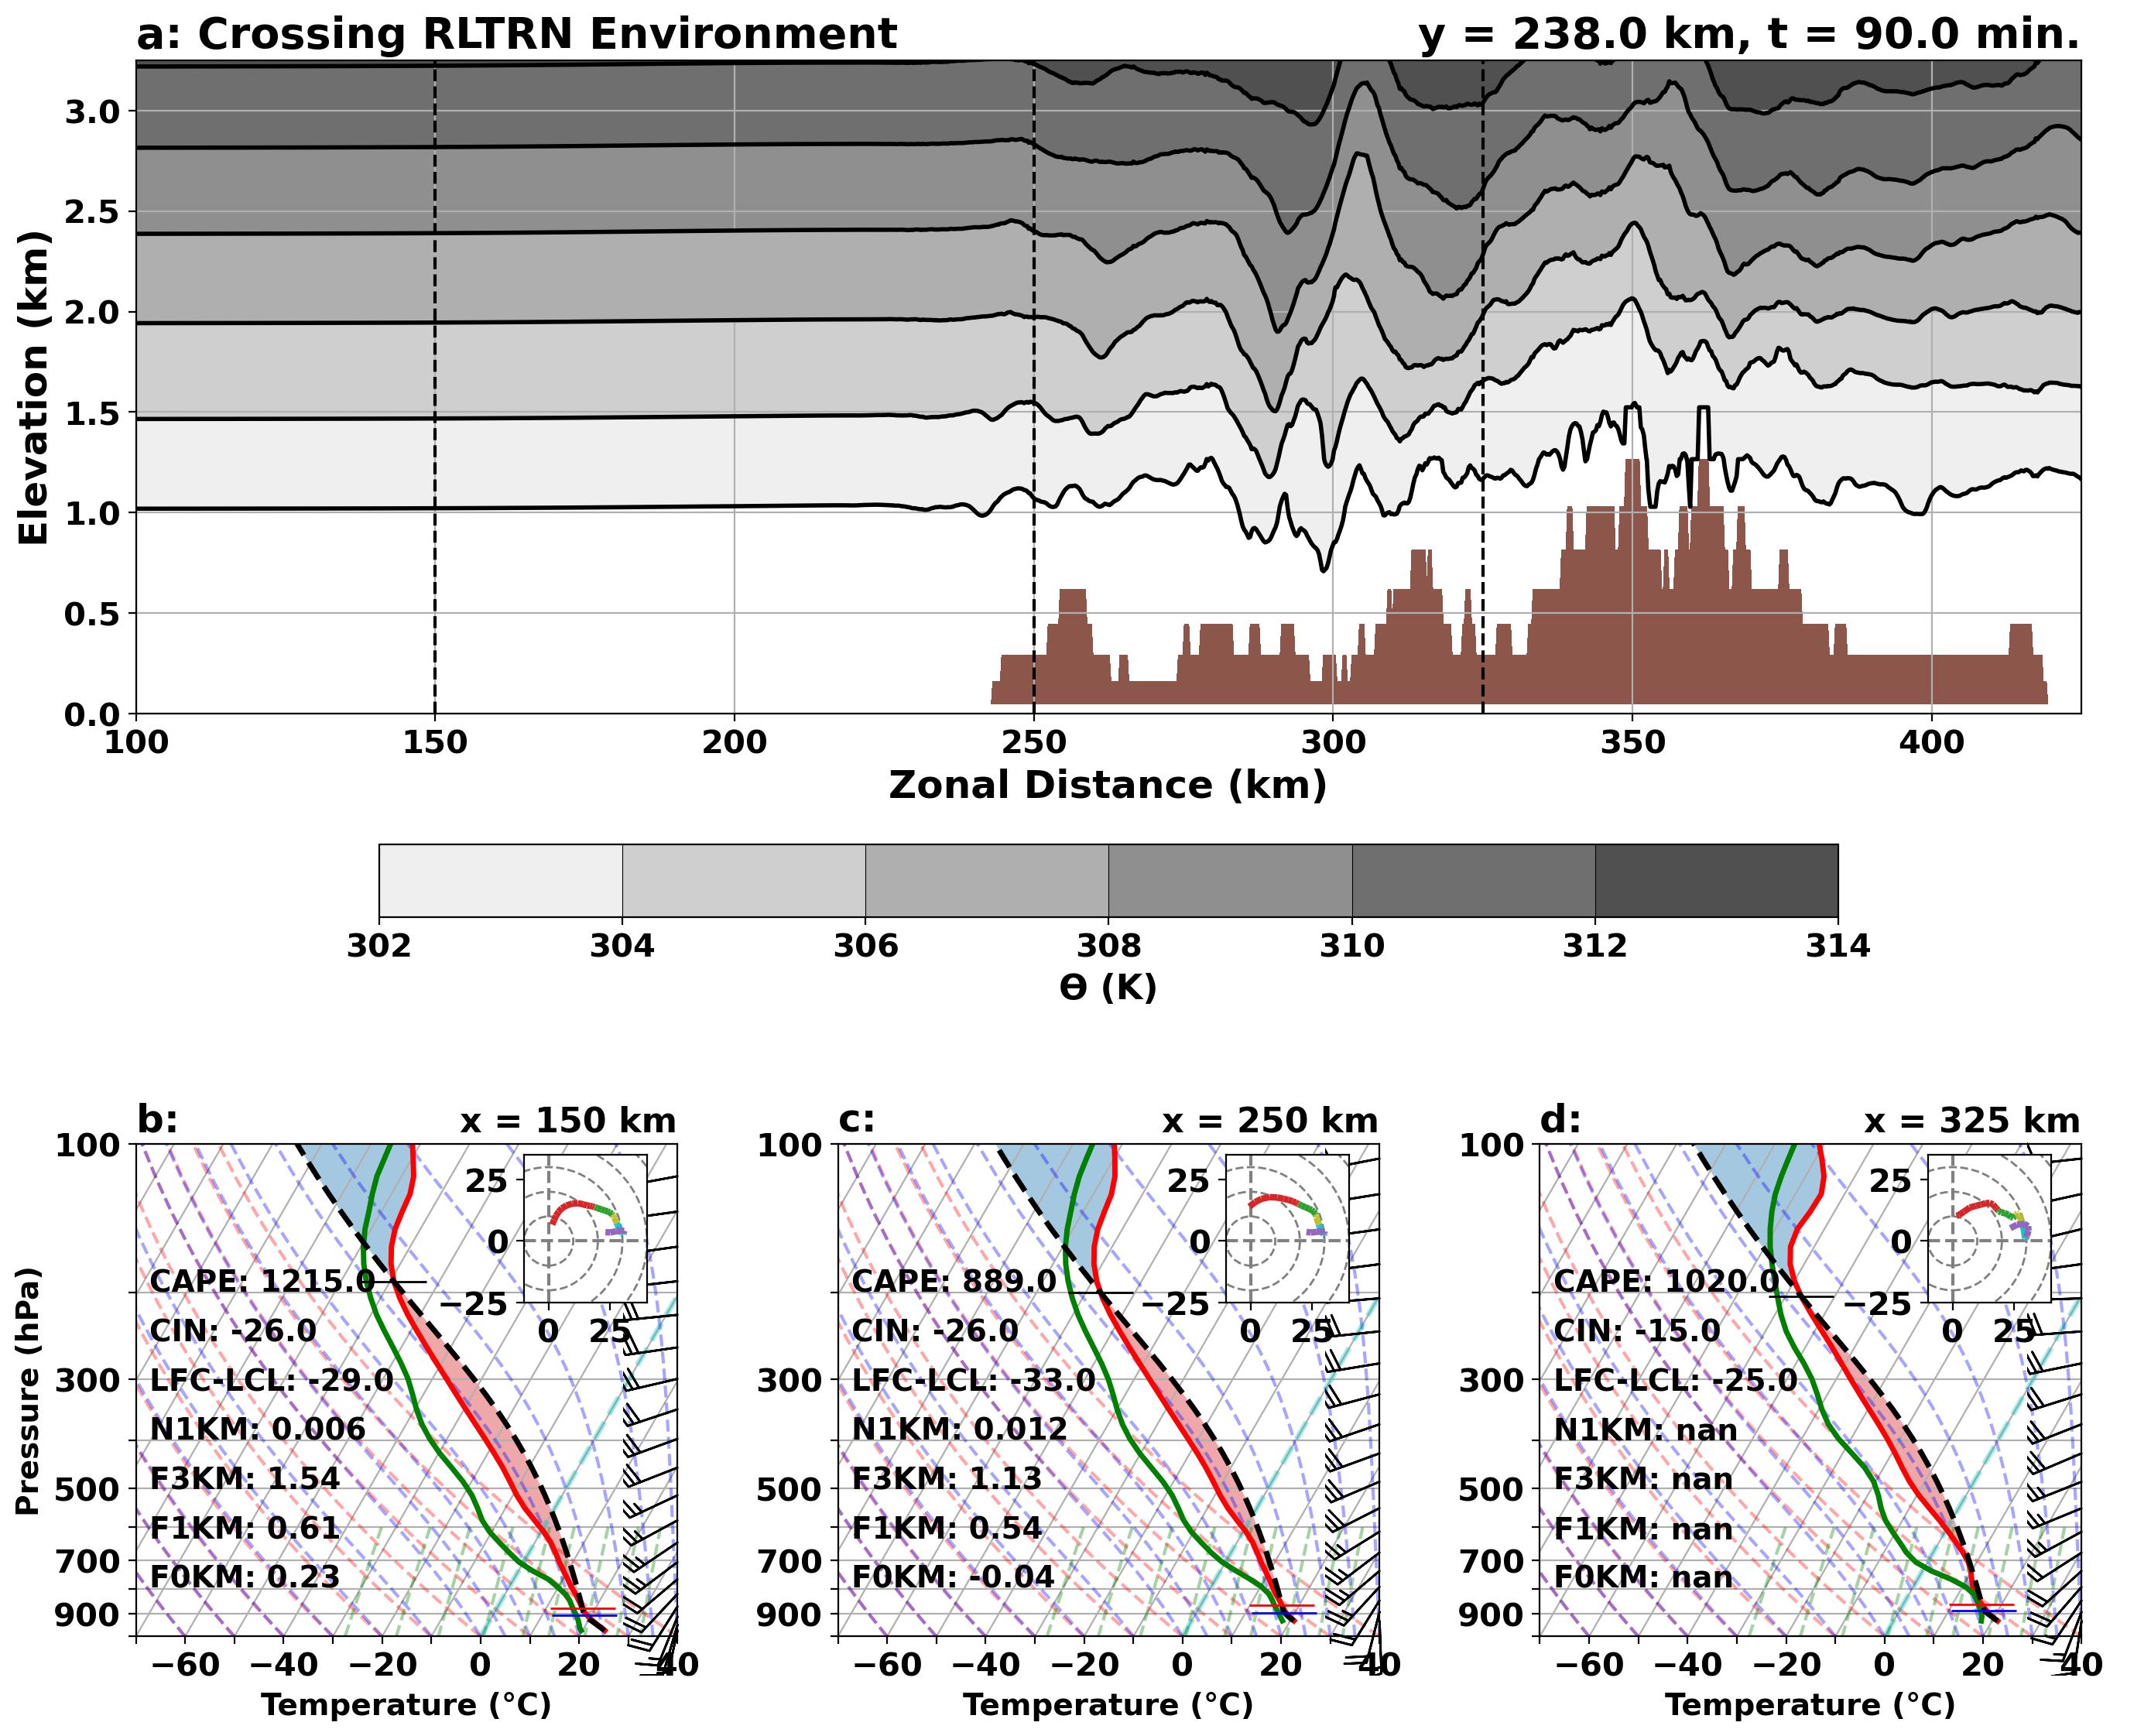 a: Crossing RLTRN Environment y = 238.0 km, t = 90.0 min.
3.0
2.5
2.0
1.5
1.0
0.5
0.0
Elevation (km)
100 150 200 250 300 350 400
Zonal Distance (km)
302 304 306 308 310 312 314
Θ (K)
b: x = 150 km
100
300
500
700
900
Pressure (hPa)
CAPE: 1215.0
CIN: -26.0
LFC-LCL: -29.0
N1KM: 0.006
F3KM: 1.54
F1KM: 0.61
F0KM: 0.23
25
0
−25
0 25
−60 −40 −20 0 20 40
Temperature (°C)
c: x = 250 km
100
300
500
700
900
CAPE: 889.0
CIN: -26.0
LFC-LCL: -33.0
N1KM: 0.012
F3KM: 1.13
F1KM: 0.54
F0KM: -0.04
25
0
−25
0 25
−60 −40 −20 0 20 40
Temperature (°C)
d: x = 325 km
100
300
500
700
900
CAPE: 1020.0
CIN: -15.0
LFC-LCL: -25.0
N1KM: nan
F3KM: nan
F1KM: nan
F0KM: nan
25
0
−25
0 25
−60 −40 −20 0 20 40
Temperature (°C)